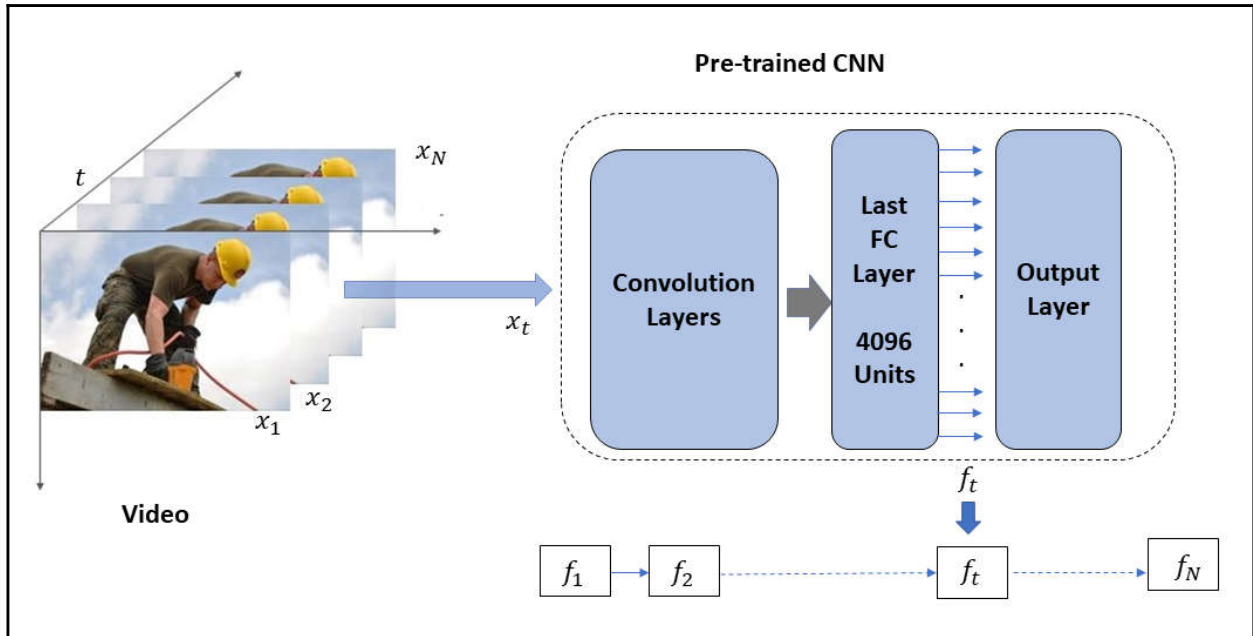 Pre-trained CNN
t
x_N
x_2
x_1
Video
x_t
Convolution
Layers
Last
FC
Layer
4096
Units
Output
Layer
f_t
f_1
f_2
f_t
f_N